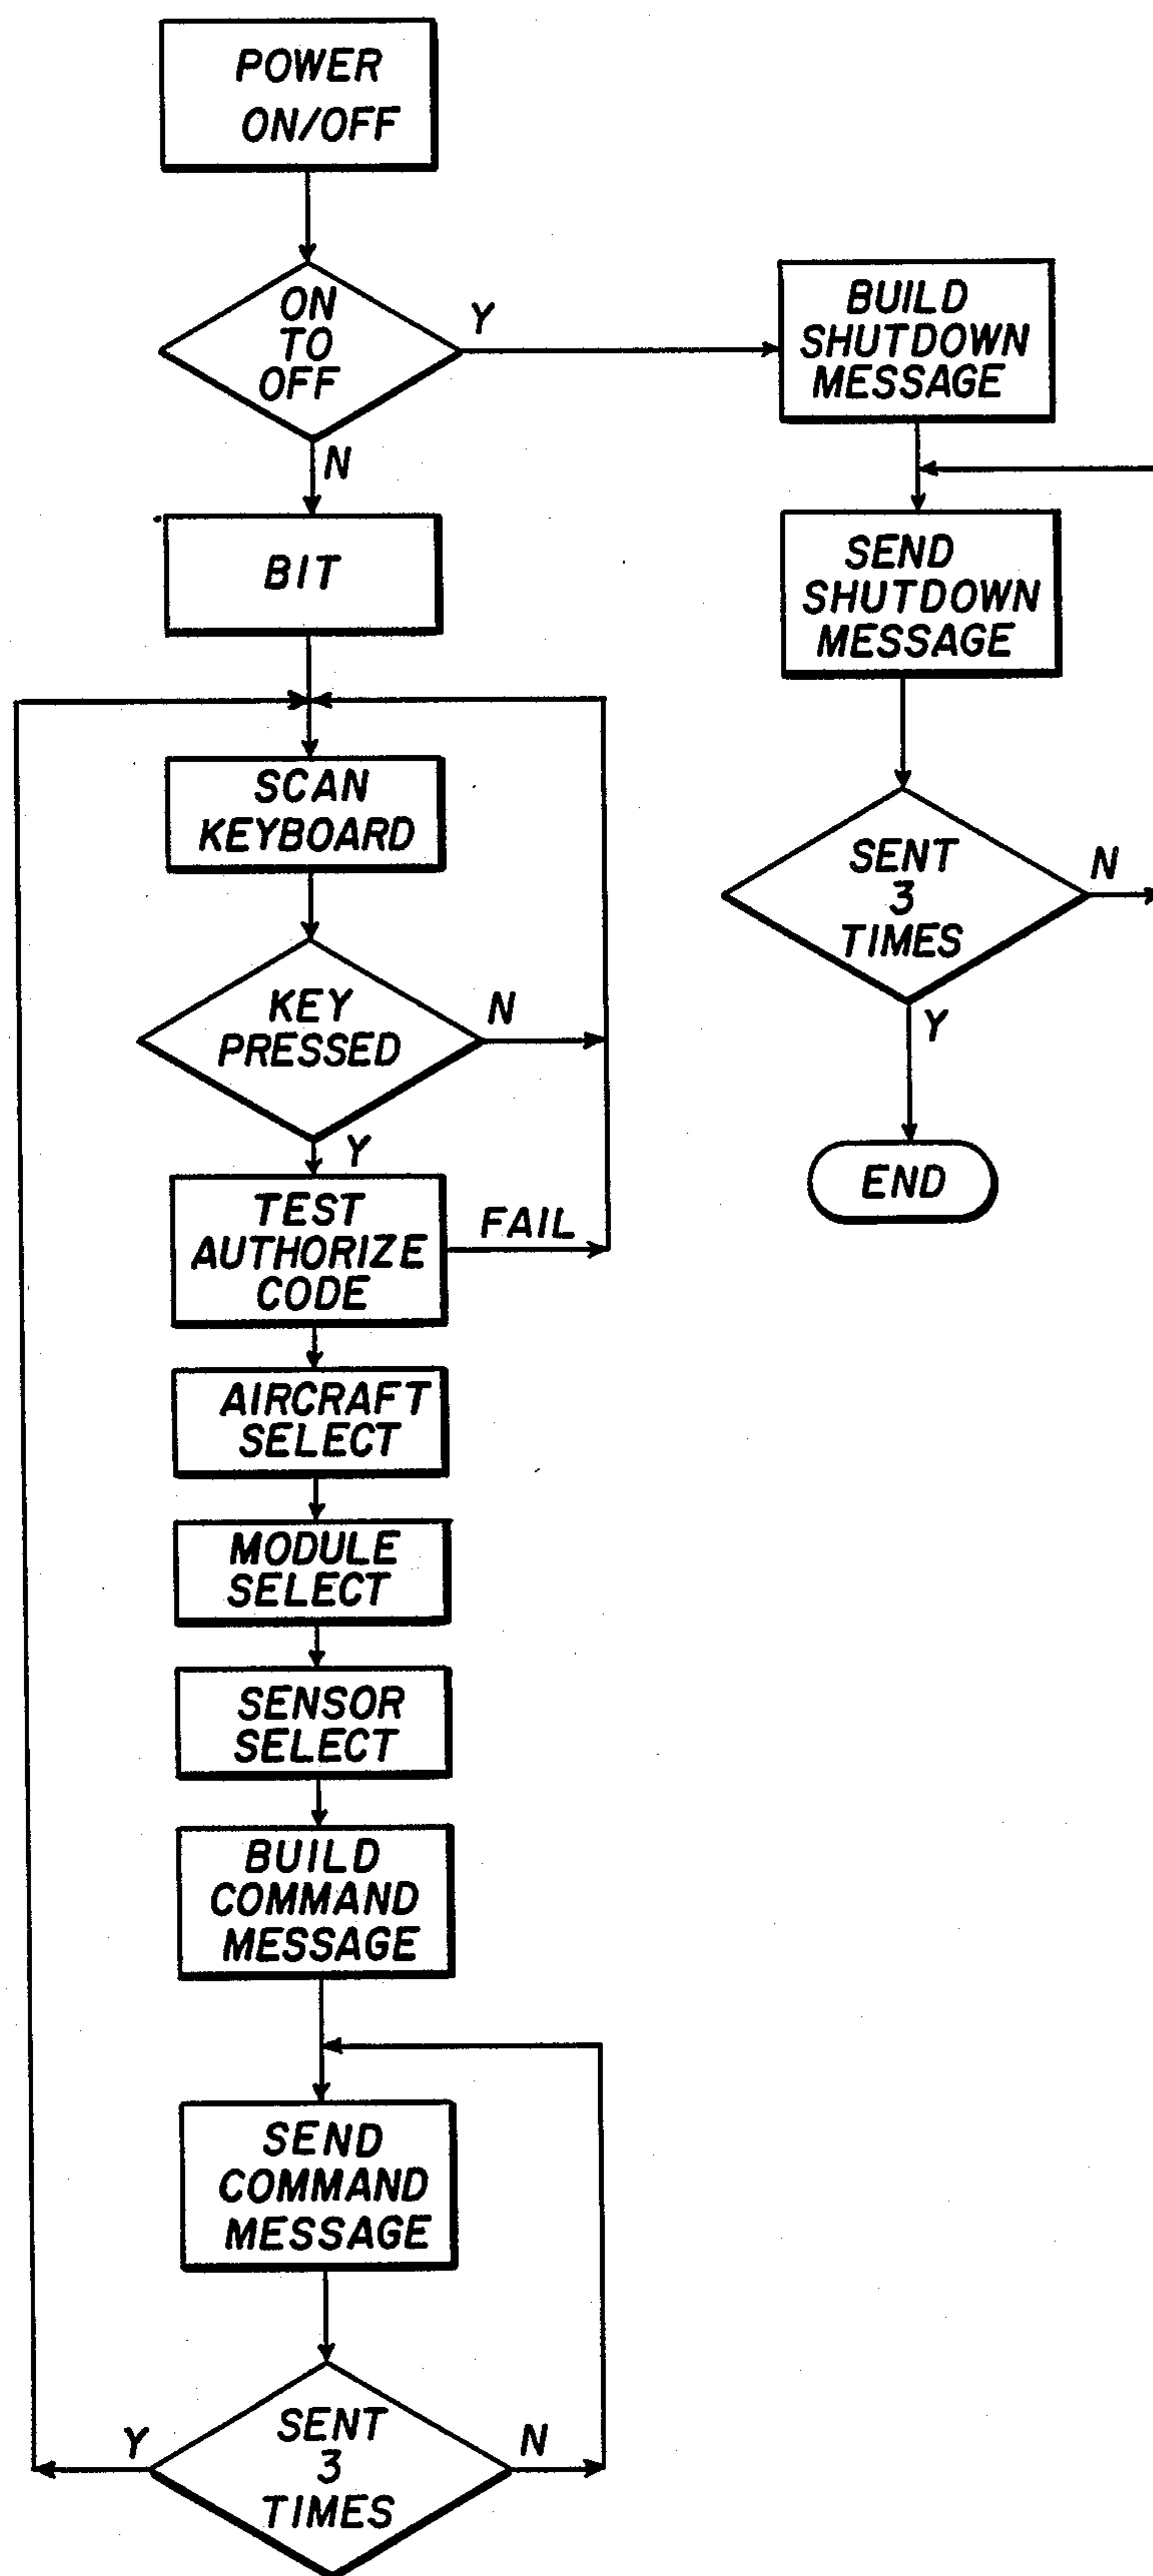 POWER
ON/OFF
ON
TO
OFF
Y
N
BUILD
SHUTDOWN
MESSAGE
SEND
SHUTDOWN
MESSAGE
SENT
3
TIMES
N
Y
END
BIT
SCAN
KEYBOARD
KEY
PRESSED
N
Y
TEST
AUTHORIZE
CODE
FAIL
AIRCRAFT
SELECT
MODULE
SELECT
SENSOR
SELECT
BUILD
COMMAND
MESSAGE
SEND
COMMAND
MESSAGE
SENT
3
TIMES
Y
N